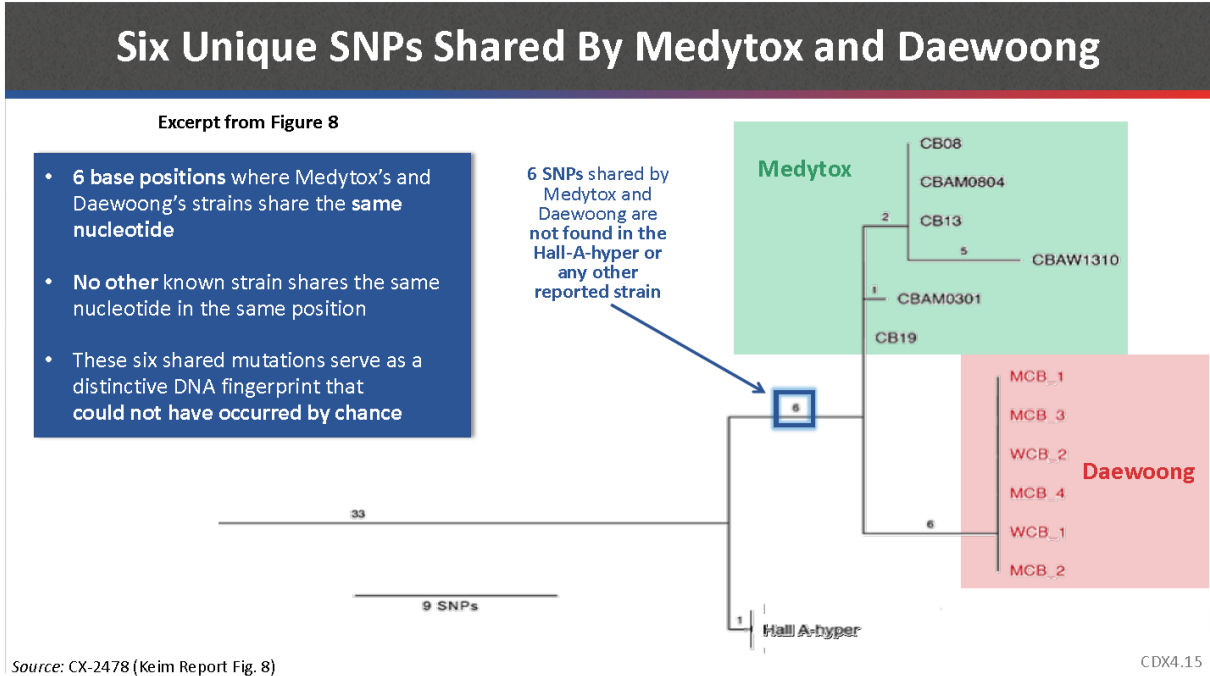 Six Unique SNPs Shared By Medytox and Daewoong
Excerpt from Figure 8
• 6 base positions where Medytox's and
Daewoong's strains share the same
nucleotide
• No other known strain shares the same
nucleotide in the same position
• These six shared mutations serve as a
distinctive DNA fingerprint that
could not have occurred by chance
6 SNPs shared by
Medytox and
Daewoong are
not found in the
Hall-A-hyper or
any other
reported strain
Medytox
CB08
CBAM0804
2
CB13
5
CBAW1310
1
CBAM0301
CB19
MCB_1
6
MCB_3
WCB_2
Daewoong
MCB_4
33
6
WCB_1
MCB_2
9 SNPs
1
Hall A-hyper
Source: CX-2478 (Keim Report Fig. 8)
CDX4.15